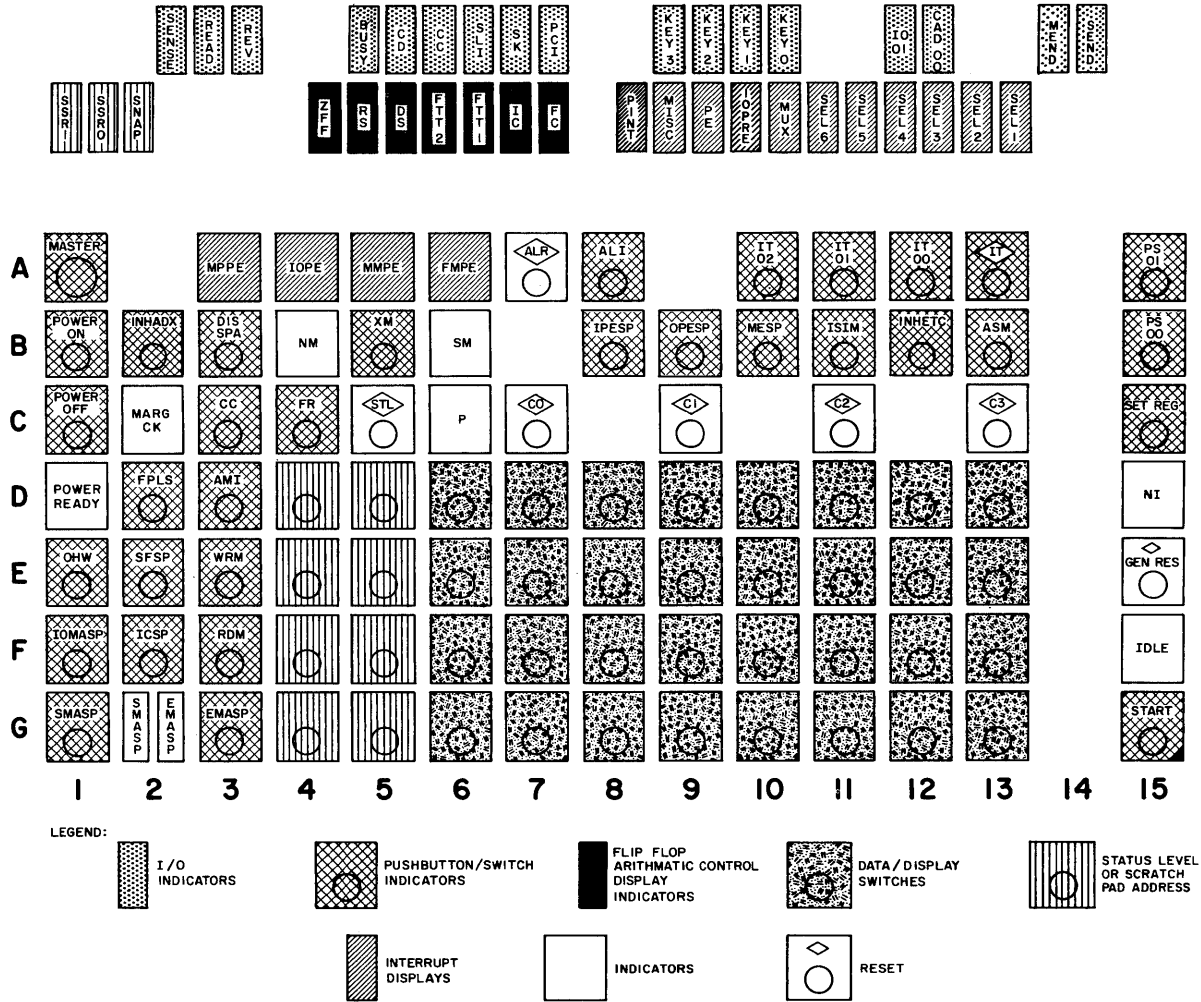 SENSE READ REV BUSY CD CC SLI SK PCI KEY3 KEY2 KEY1 KEY0 IO 01 CAD QQ MEND SEND
SSR1 SSRO SNAP ZFF RS DS FTT2 FTT1 IC FC PINT MISC PE IOPRE MUX SEL6 SEL5 SEL4 SEL3 SEL2 SEL1
A MASTER MPPE IOPE MMPE FMPE ALR ALI IT 02 IT 01 IT 00 IT PS 01
B POWER ON INHADX DIS SPA NM XM SM IPESP OPESP MESP ISIM INHETC ASM PS 00
C POWER OFF MARG CK CC FR STL P C0 C1 C2 C3 SET REG
D POWER READY FPLS AMI NI
E OHW SFSP WRM GEN RES
F IOMASP ICSP RDM IDLE
G SMASP SMASP EMASP EMASP START
1 2 3 4 5 6 7 8 9 10 11 12 13 14 15
LEGEND:
I/O
INDICATORS
PUSHBUTTON/SWITCH
INDICATORS
FLIP FLOP
ARITHMATIC CONTROL
DISPLAY
INDICATORS
DATA/DISPLAY
SWITCHES
STATUS LEVEL
OR SCRATCH
PAD ADDRESS
INTERRUPT
DISPLAYS
INDICATORS
RESET